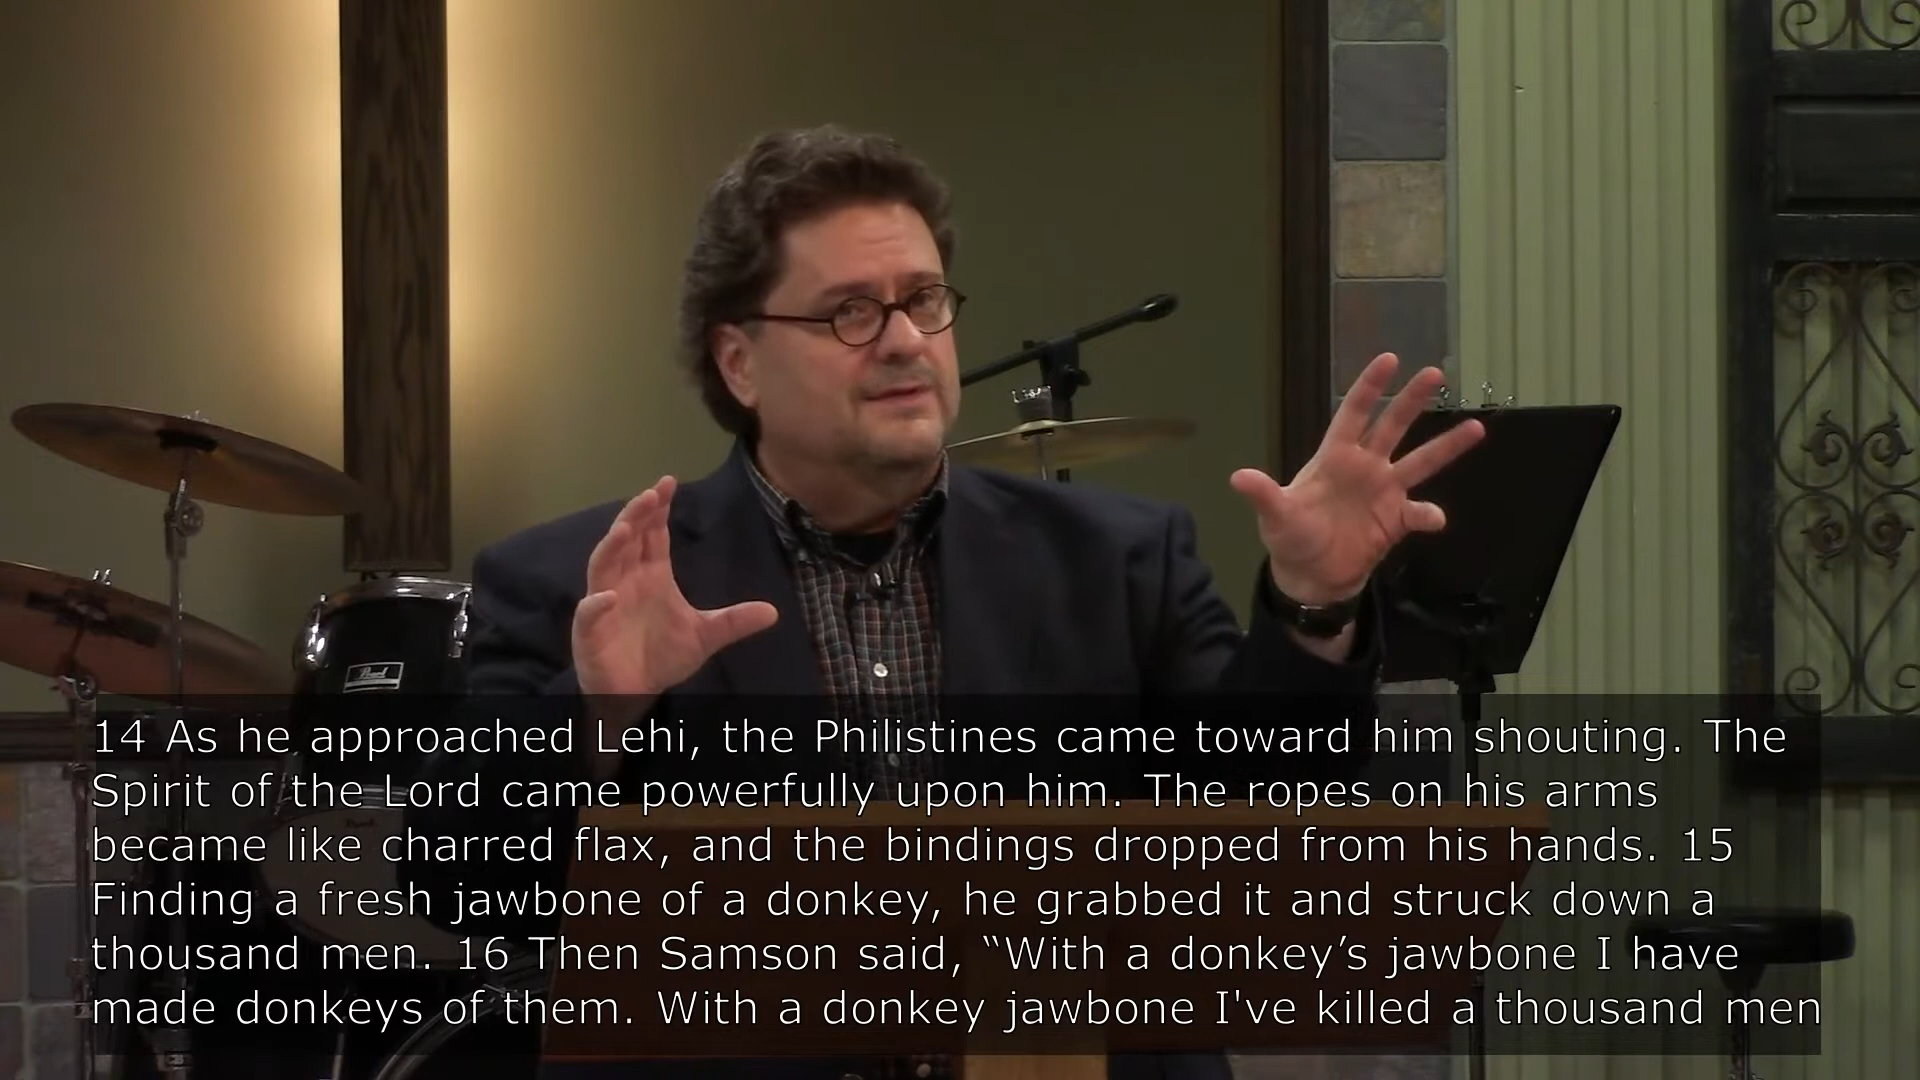 Pearl
14 As he approached Lehi, the Philistines came toward him shouting. The
Spirit of the Lord came powerfully upon him. The ropes on his arms
became like charred flax, and the bindings dropped from his hands. 15
Finding a fresh jawbone of a donkey, he grabbed it and struck down a
thousand men. 16 Then Samson said, “With a donkey’s jawbone I have
made donkeys of them. With a donkey jawbone I've killed a thousand men